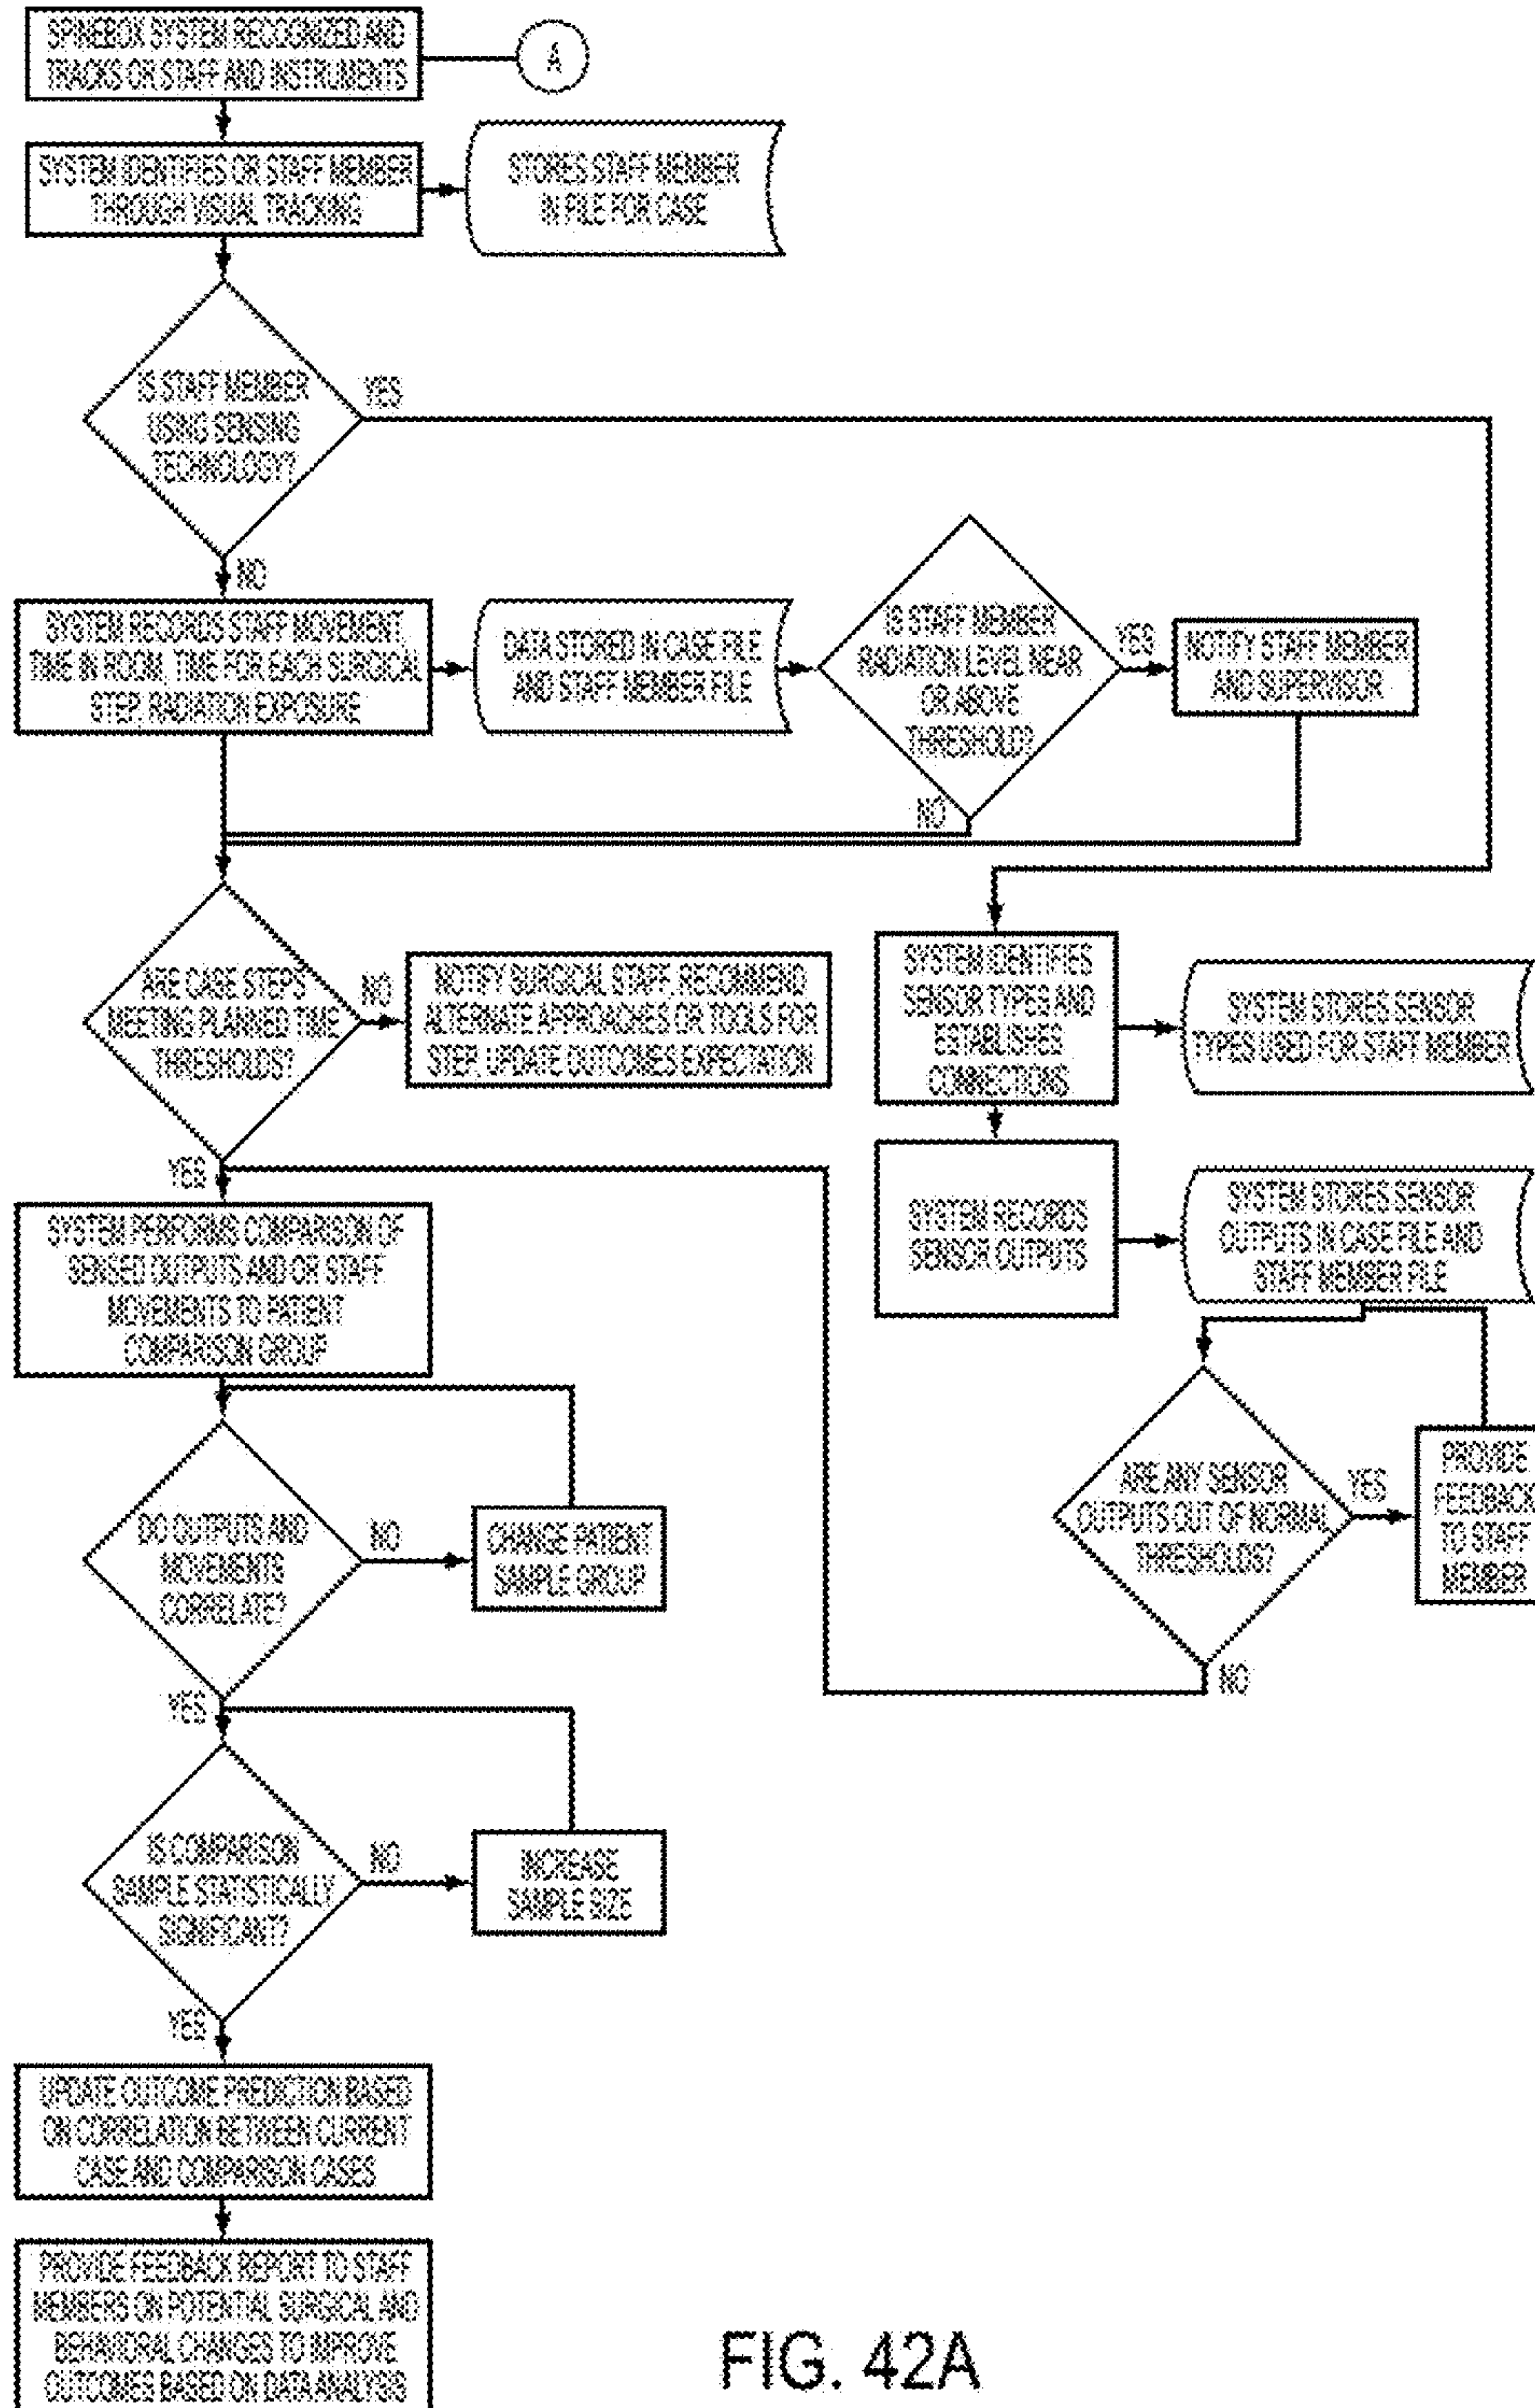 SPINEBOX SYSTEM RECOGNIZED AND
TRACKS OR STAFF AND INSTRUMENTS
A
SYSTEM IDENTIFIES OR STAFF MEMBER
THROUGH VISUAL TRACKING
STORES STAFF MEMBER
IN FILE FOR CASE
IS STAFF MEMBER
USING SENSING
TECHNOLOGY?
YES
NO
SYSTEM RECORDS STAFF MOVEMENT,
TIME IN ROOM, TIME FOR EACH SURGICAL
STEP, RADIATION EXPOSURE
DATA STORED IN CASE FILE
AND STAFF MEMBER FILE
IS STAFF MEMBER
RADIATION LEVEL NEAR
OR ABOVE
THRESHOLD?
YES
NOTIFY STAFF MEMBER
AND SUPERVISOR
NO
ARE CASE STEPS
MEETING PLANNED TIME
THRESHOLDS?
NO
NOTIFY SURGICAL STAFF, RECOMMEND
ALTERNATE APPROACHES OR TOOLS FOR
STEP, UPDATE OUTCOMES EXPECTATION
SYSTEM IDENTIFIES
SENSOR TYPES AND
ESTABLISHES
CONNECTIONS
SYSTEM STORES SENSOR
TYPES USED FOR STAFF MEMBER
YES
SYSTEM RECORDS
SENSOR OUTPUTS
SYSTEM STORES SENSOR
OUTPUTS IN CASE FILE AND
STAFF MEMBER FILE
SYSTEM PERFORMS COMPARISON OF
SENSED OUTPUTS AND OR STAFF
MOVEMENTS TO PATIENT
COMPARISON GROUP
ARE ANY SENSOR
OUTPUTS OUT OF NORMAL
THRESHOLDS?
YES
PROVIDE
FEEDBACK
TO STAFF
MEMBER
NO
DO OUTPUTS AND
MOVEMENTS
CORRELATE?
NO
CHANGE PATIENT
SAMPLE GROUP
YES
IS COMPARISON
SAMPLE STATISTICALLY
SIGNIFICANT?
NO
INCREASE
SAMPLE SIZE
YES
UPDATE OUTCOME PREDICTION BASED
ON CORRELATION BETWEEN CURRENT
CASE AND COMPARISON CASES
PROVIDE FEEDBACK REPORT TO STAFF
MEMBERS ON POTENTIAL SURGICAL AND
BEHAVIORAL CHANGES TO IMPROVE
OUTCOMES BASED ON DATA ANALYSIS
FIG. 42A